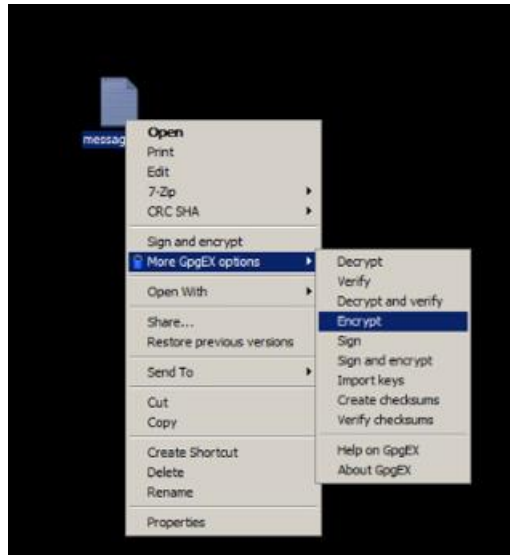 messag
Open
Print
Edit
7-Zip
CRC SHA
Sign and encrypt
More GpgEX options
Open With
Share...
Restore previous versions
Send To
Cut
Copy
Create Shortcut
Delete
Rename
Properties
Decrypt
Verify
Decrypt and verify
Encrypt
Sign
Sign and encrypt
Import keys
Create checksums
Verify checksums
Help on GpgEX
About GpgEX